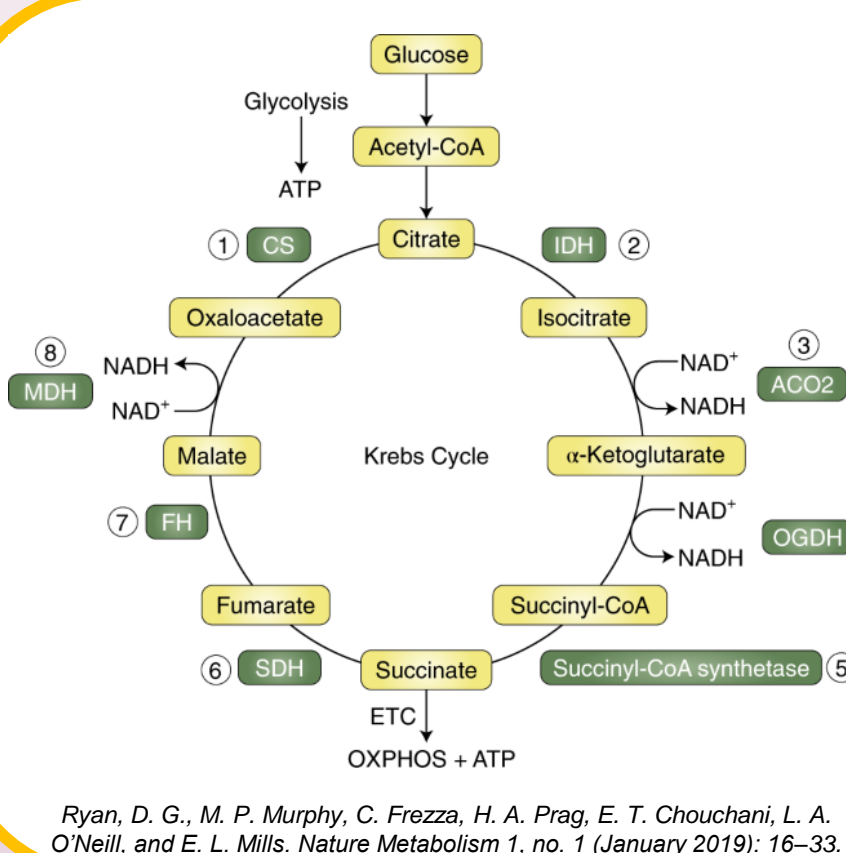 Glucose
Glycolysis
Acetyl-CoA
ATP
① CS
Citrate
IDH ②
Oxaloacetate
Isocitrate
⑧
MDH
NADH
NAD⁺
NAD⁺
NADH
③
ACO2
Malate
Krebs Cycle
α-Ketoglutarate
⑦ FH
NAD⁺
NADH
OGDH
Fumarate
Succinyl-CoA
⑥ SDH
Succinate
Succinyl-CoA synthetase ⑤
ETC
OXPHOS + ATP
Ryan, D. G., M. P. Murphy, C. Frezza, H. A. Prag, E. T. Chouchani, L. A.
O’Neill, and E. L. Mills. Nature Metabolism 1, no. 1 (January 2019): 16–33.